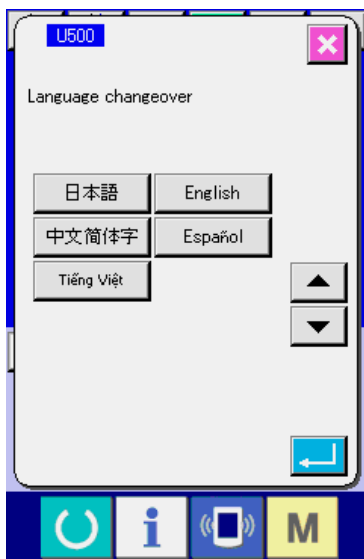 U500
Language changeover
日本語 English
中文简体字 Español
Tiếng Việt
i M